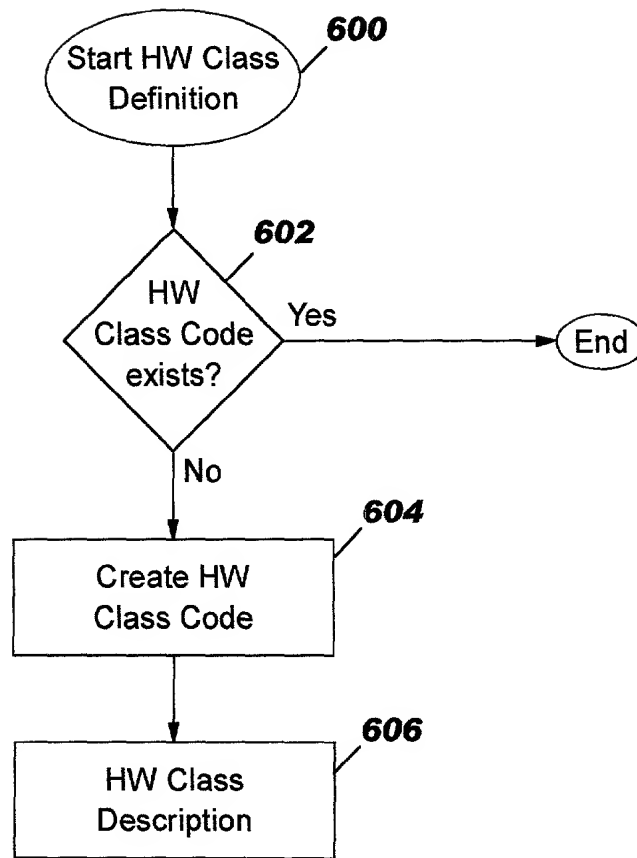 600
Start HW Class
Definition
602
HW
Class Code
exists?
Yes
End
No
604
Create HW
Class Code
606
HW Class
Description